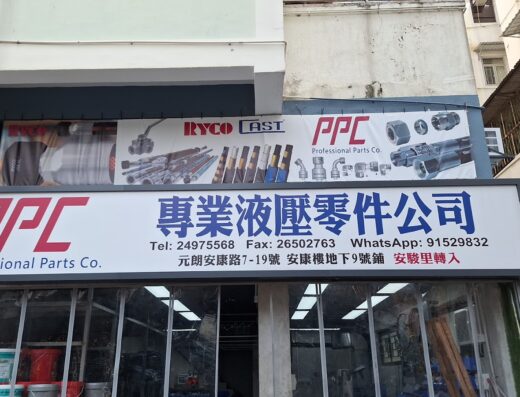 RYCO
RYCO CAST
PPC
Professional Parts Co.
PPC
專業液壓零件公司
Tel: 24975568 Fax: 26502763 WhatsApp: 91529832
essional Parts Co.
元朗安康路7-19號 安康樓地下9號鋪 安駿里轉入